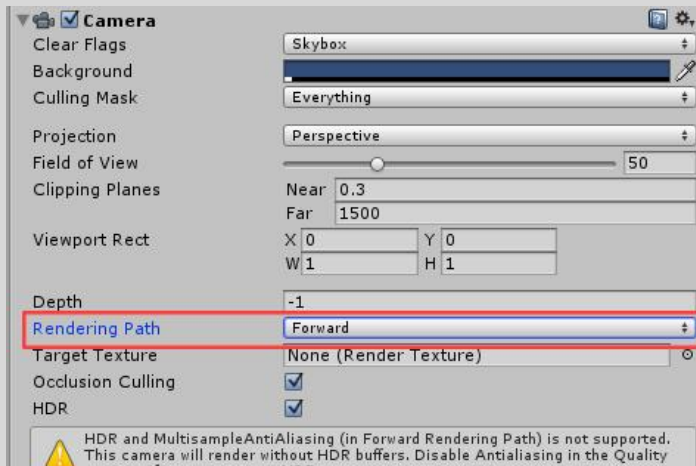 Camera
Clear Flags Skybox
Background
Culling Mask Everything
Projection Perspective
Field of View 50
Clipping Planes Near 0.3
Far 1500
Viewport Rect X 0 Y 0
W 1 H 1
Depth -1
Rendering Path Forward
Target Texture None (Render Texture)
Occlusion Culling
HDR
HDR and MultisampleAntiAliasing (in Forward Rendering Path) is not supported.
This camera will render without HDR buffers. Disable Antialiasing in the Quality